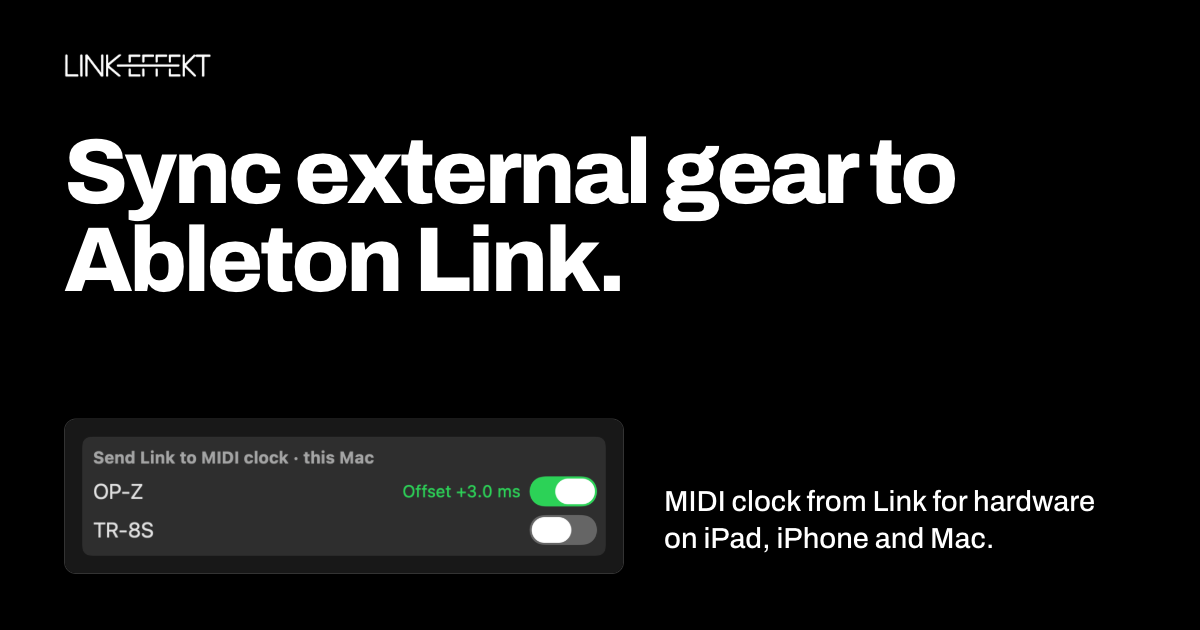 LINK-EFFEKT
Sync external gear to
Ableton Link.
Send Link to MIDI clock · this Mac
OP-Z Offset +3.0 ms
TR-8S
MIDI clock from Link for hardware
on iPad, iPhone and Mac.